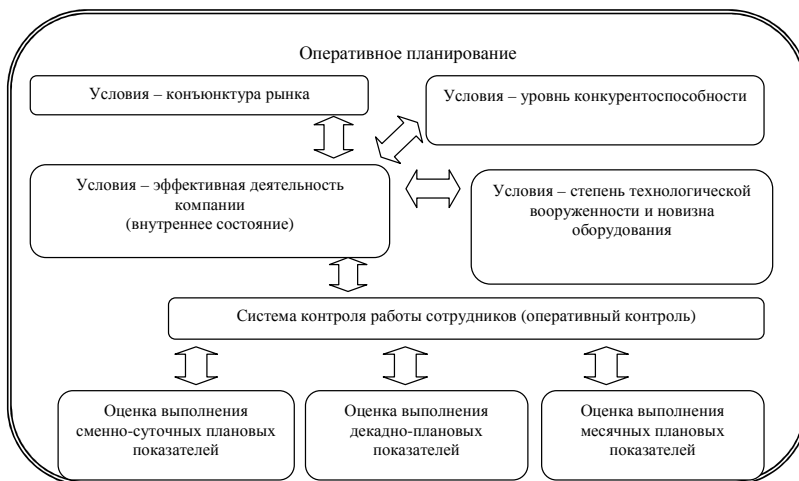 Оперативное планирование
Условия – конъюнктура рынка
Условия – уровень конкурентоспособности
Условия – эффективная деятельность
компании
(внутреннее состояние)
Условия – степень технологической
вооруженности и новизна
оборудования
Система контроля работы сотрудников (оперативный контроль)
Оценка выполнения
сменно-суточных плановых
показателей
Оценка выполнения
декадно-плановых
показателей
Оценка выполнения
месячных плановых
показателей